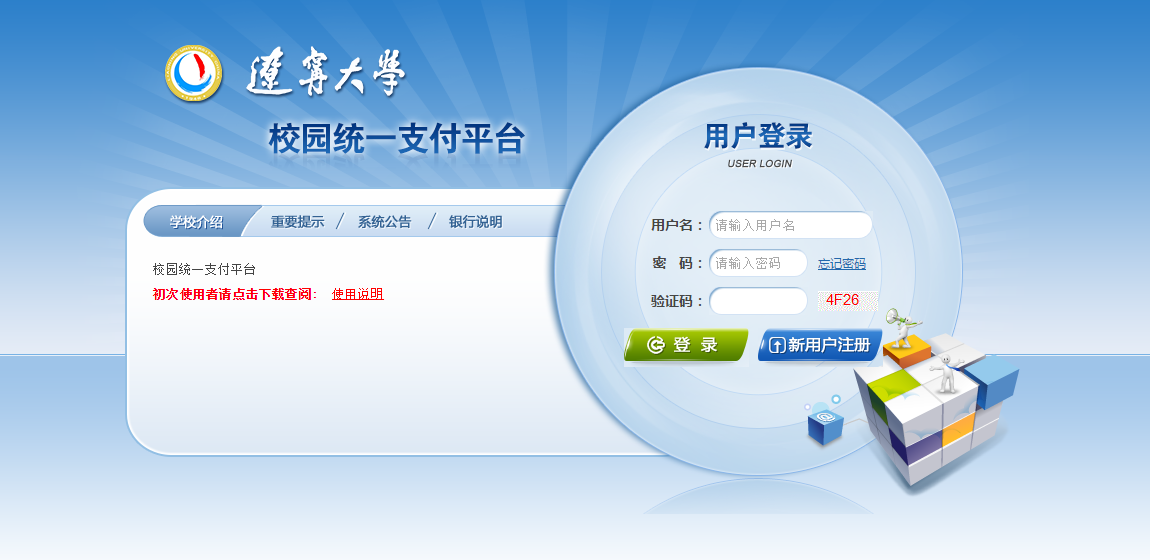 遼寧大學
校园统一支付平台
用户登录
USER LOGIN
学校介绍 重要提示 / 系统公告 / 银行说明
校园统一支付平台
初次使用者请点击下载查阅： 使用说明
用户名： 请输入用户名
密 码： 请输入密码 忘记密码
验证码： 4F26
登 录 新用户注册
@